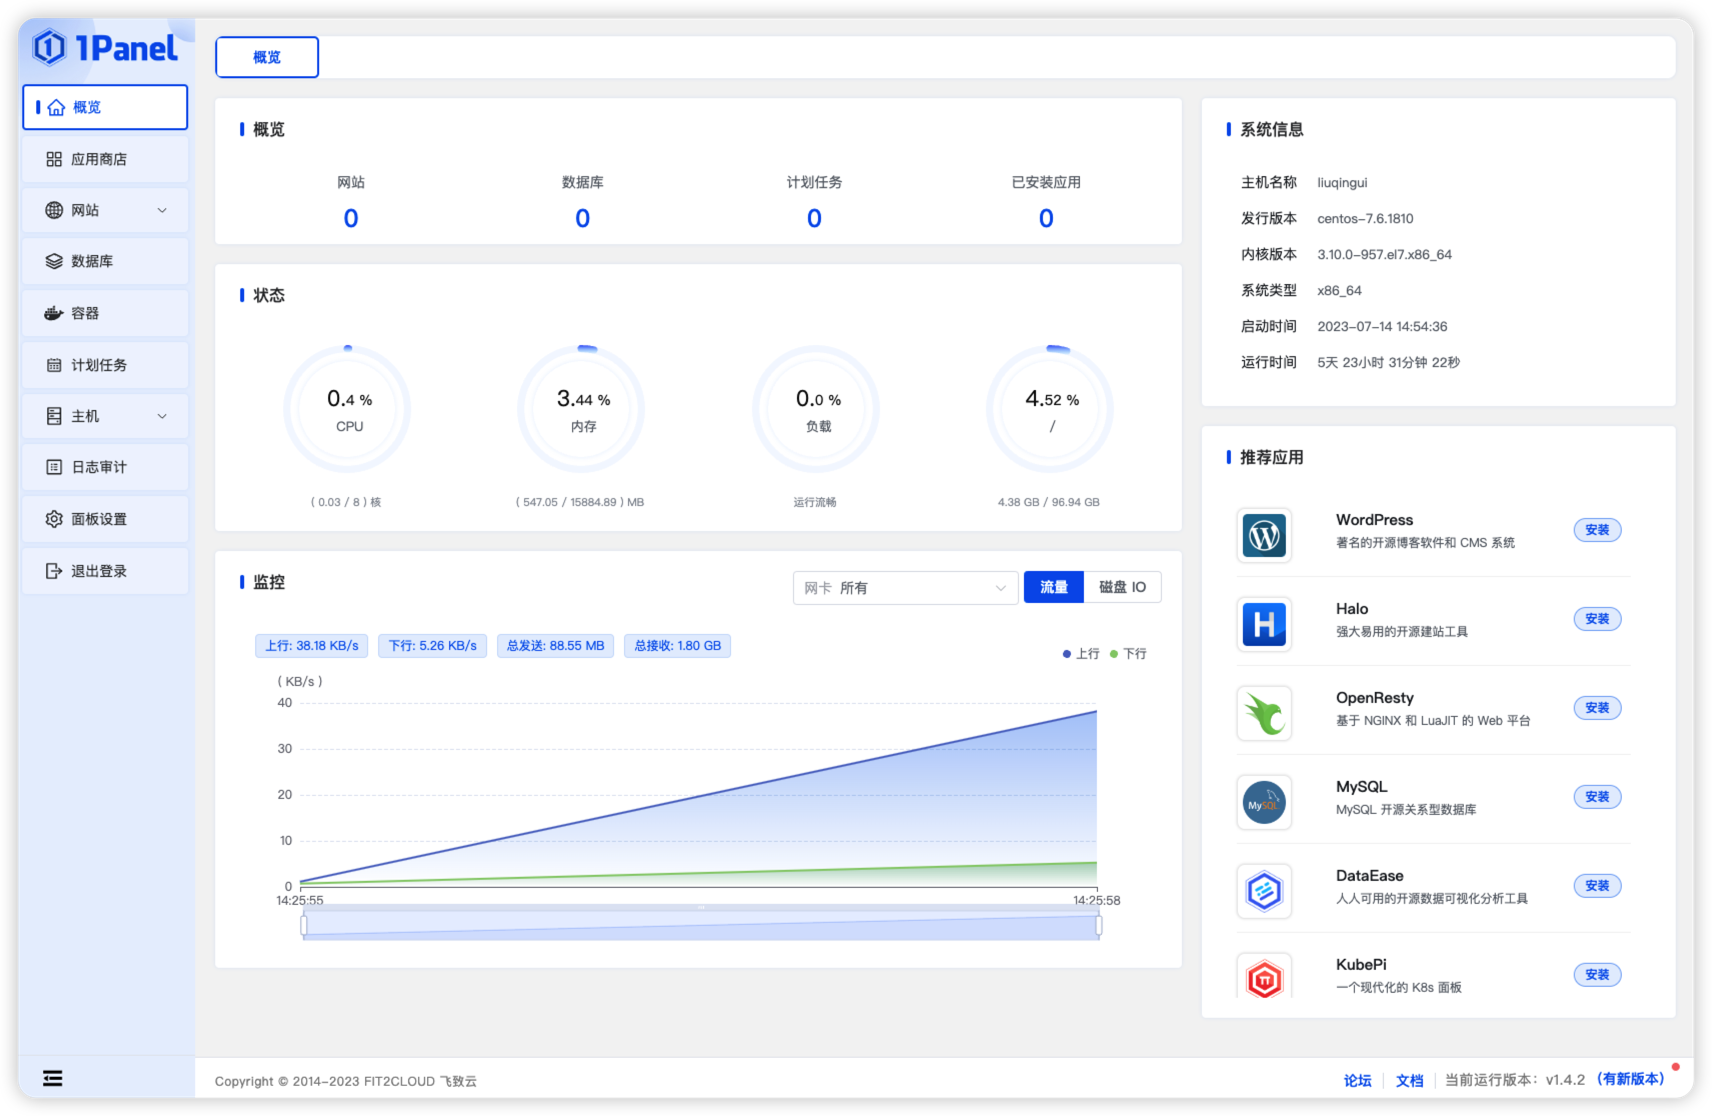 1Panel
概览
应用商店
网站
数据库
容器
计划任务
主机
日志审计
面板设置
退出登录
概览
概览
网站
0
数据库
0
计划任务
0
已安装应用
0
状态
0.4 %
CPU
( 0.03 / 8 ) 核
3.44 %
内存
( 547.05 / 15884.89 ) MB
0.0 %
负载
运行流畅
4.52 %
/
4.38 GB / 96.94 GB
监控
网卡 所有
流量
磁盘 IO
上行: 38.18 KB/s
下行: 5.26 KB/s
总发送: 88.55 MB
总接收: 1.80 GB
上行
下行
( KB/s )
40
30
20
10
0
14:25:55
14:25:58
系统信息
主机名称 liuqingui
发行版本 centos-7.6.1810
内核版本 3.10.0-957.el7.x86_64
系统类型 x86_64
启动时间 2023-07-14 14:54:36
运行时间 5天 23小时 31分钟 22秒
推荐应用
WordPress
著名的开源博客软件和 CMS 系统
安装
H
Halo
强大易用的开源建站工具
安装
OpenResty
基于 NGINX 和 LuaJIT 的 Web 平台
安装
MySQL
MySQL
MySQL 开源关系型数据库
安装
DataEase
人人可用的开源数据可视化分析工具
安装
KubePi
一个现代化的 K8s 面板
安装
Copyright © 2014-2023 FIT2CLOUD 飞致云
论坛
文档
当前运行版本: v1.4.2 (有新版本)